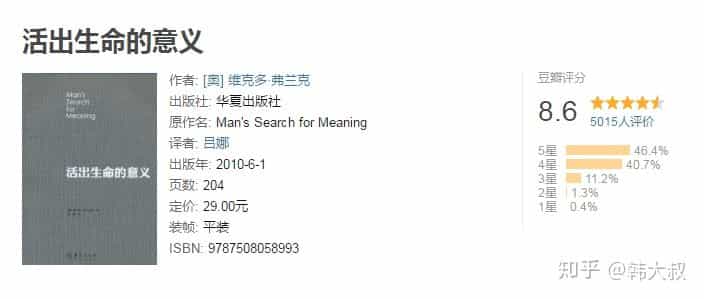 活出生命的意义
Man's
Search
for
Meaning
活出生命的意义
作者: [奥] 维克多·弗兰克
出版社: 华夏出版社
原作名: Man's Search for Meaning
译者: 吕娜
出版年: 2010-6-1
页数: 204
定价: 29.00元
装帧: 平装
ISBN: 9787508058993
豆瓣评分
8.6
5015人评价
5星 46.4%
4星 40.7%
3星 11.2%
2星 1.3%
1星 0.4%
知乎 @韩大叔